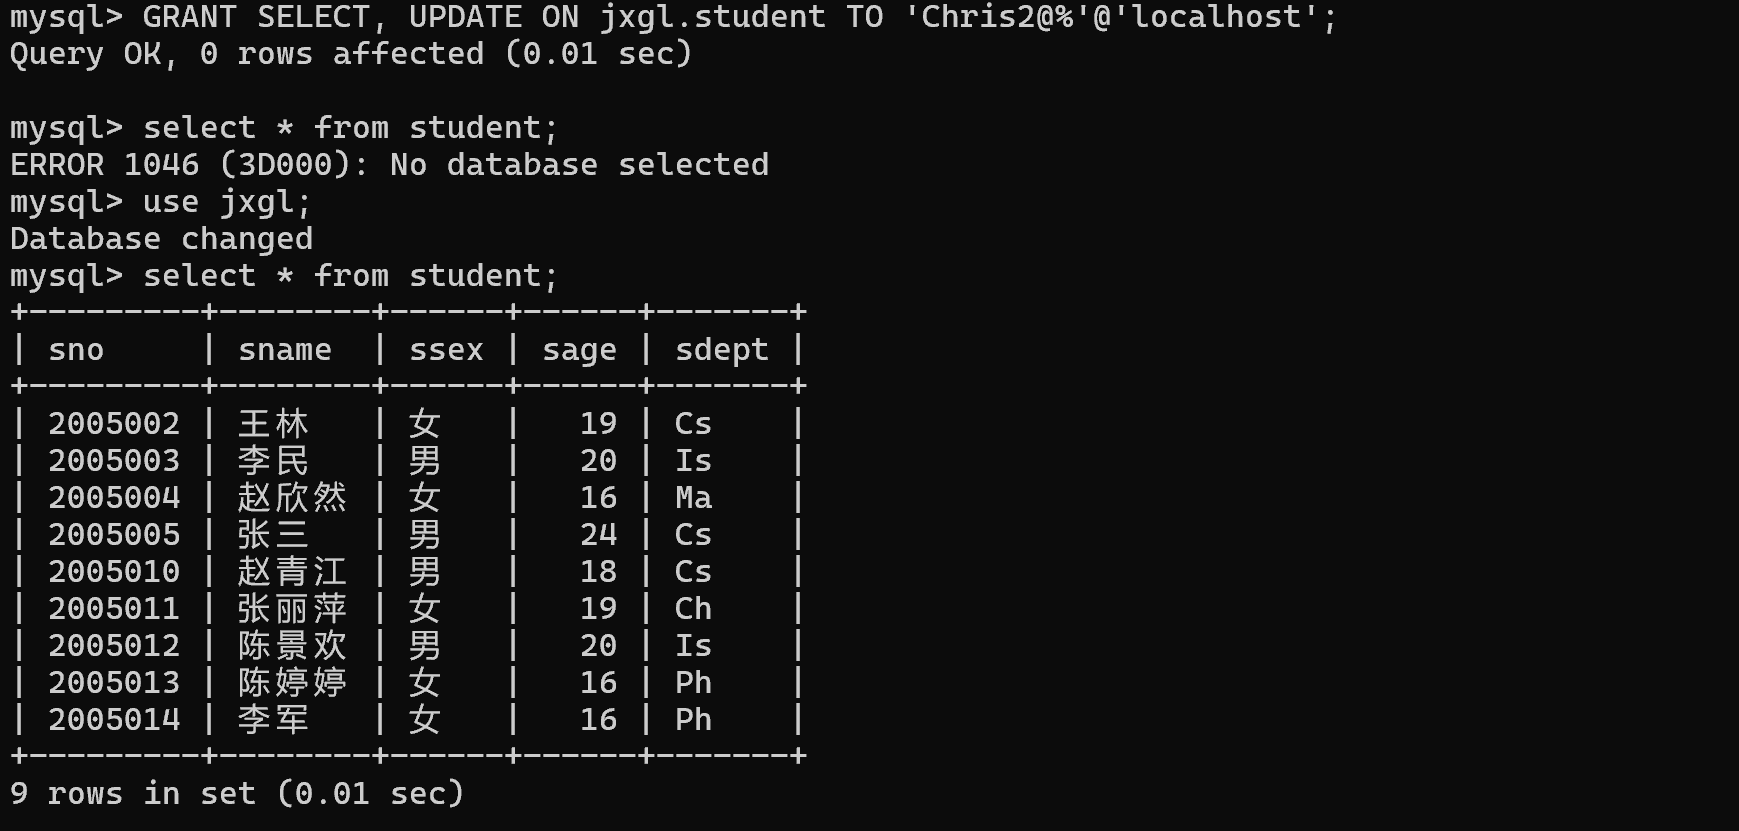 mysql> GRANT SELECT, UPDATE ON jxgl.student TO 'Chris2@%'@'localhost';
Query OK, 0 rows affected (0.01 sec)
mysql> select * from student;
ERROR 1046 (3D000): No database selected
mysql> use jxgl;
Database changed
mysql> select * from student;
+---------+--------+------+------+-------+
| sno     | sname  | ssex | sage | sdept |
+---------+--------+------+------+-------+
| 2005002 | 王林   | 女   |   19 | Cs    |
| 2005003 | 李民   | 男   |   20 | Is    |
| 2005004 | 赵欣然 | 女   |   16 | Ma    |
| 2005005 | 张三   | 男   |   24 | Cs    |
| 2005010 | 赵青江 | 男   |   18 | Cs    |
| 2005011 | 张丽萍 | 女   |   19 | Ch    |
| 2005012 | 陈景欢 | 男   |   20 | Is    |
| 2005013 | 陈婷婷 | 女   |   16 | Ph    |
| 2005014 | 李军   | 女   |   16 | Ph    |
+---------+--------+------+------+-------+
9 rows in set (0.01 sec)